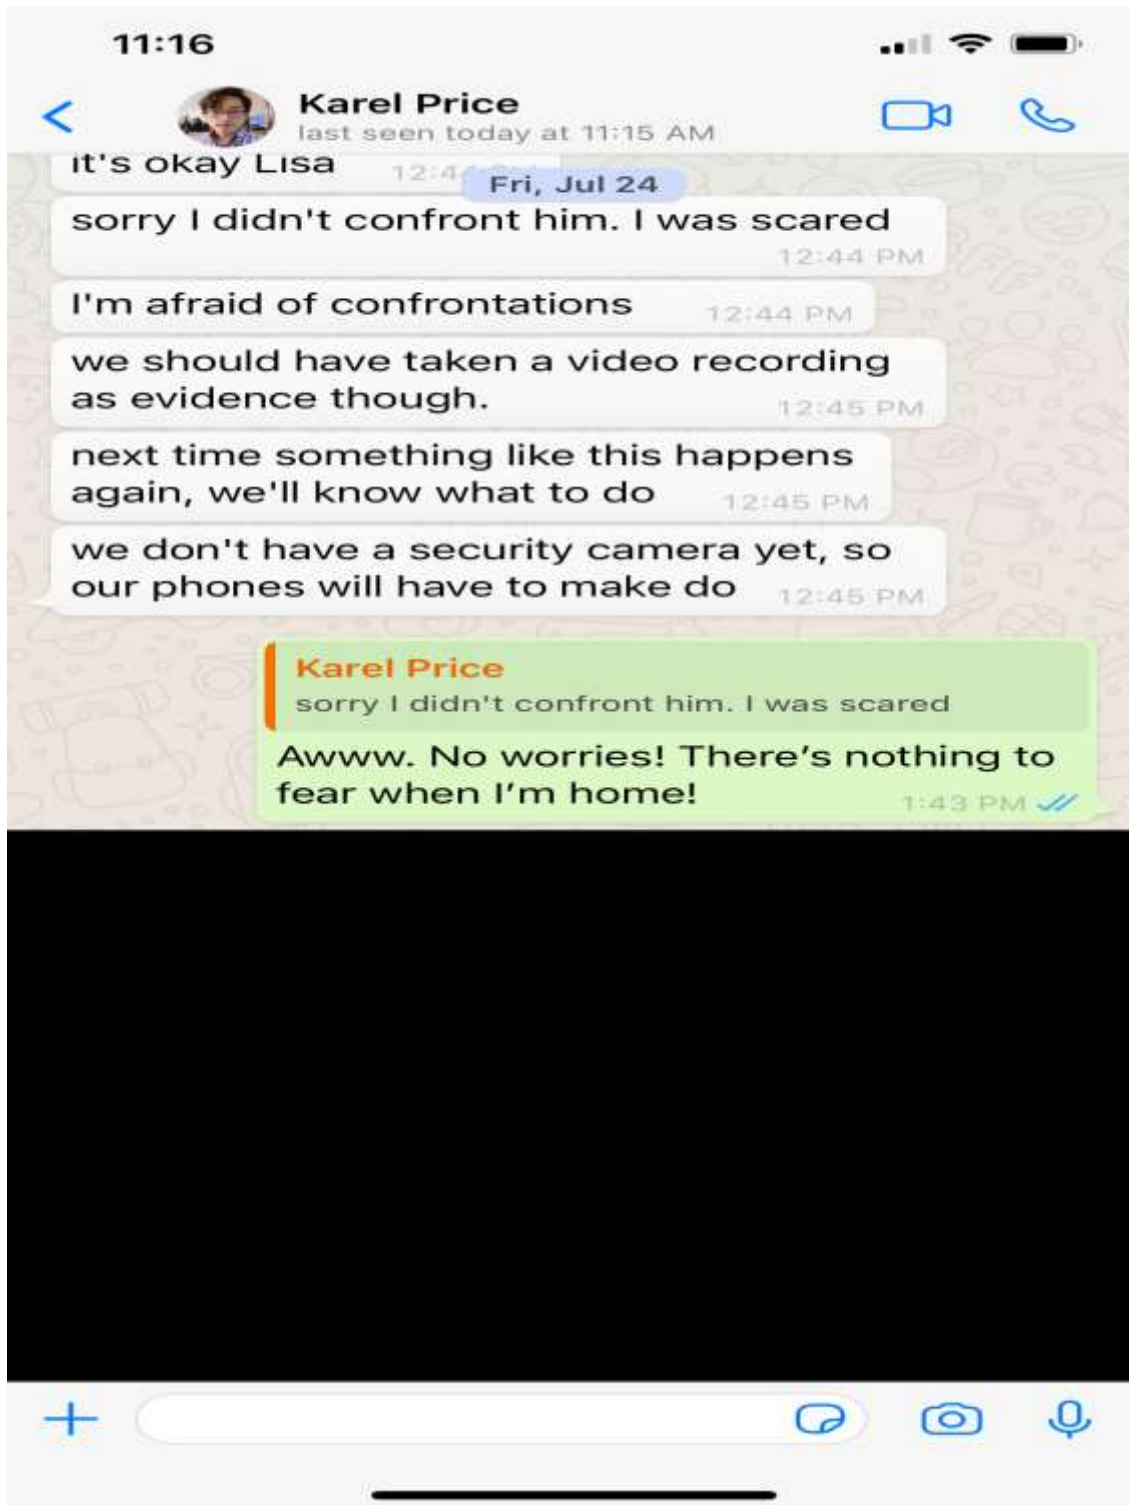 11:16
Karel Price
last seen today at 11:15 AM
it's okay Lisa 12:4
Fri, Jul 24
sorry I didn't confront him. I was scared
12:44 PM
I'm afraid of confrontations 12:44 PM
we should have taken a video recording
as evidence though. 12:45 PM
next time something like this happens
again, we'll know what to do 12:45 PM
we don't have a security camera yet, so
our phones will have to make do 12:45 PM
Karel Price
sorry I didn't confront him. I was scared
Awww. No worries! There’s nothing to
fear when I’m home! 1:43 PM